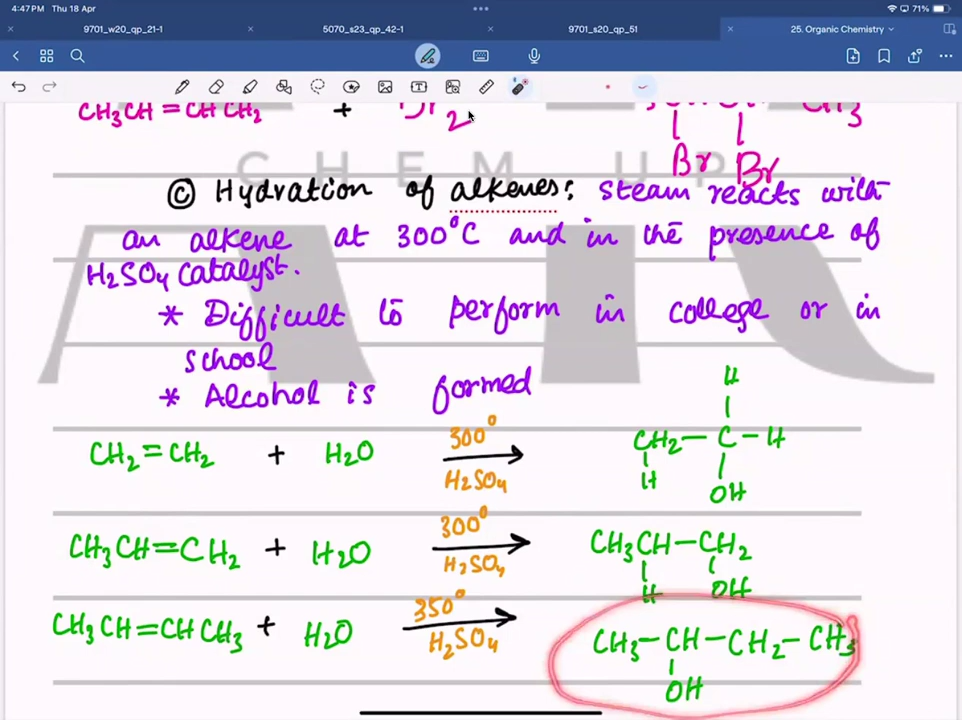 4:47 PM Thu 18 Apr
71%
9701_w20_qp_21-1
5070_s23_qp_42-1
9701_s20_qp_51
25. Organic Chemistry
CH3CH=CHCH2 + Br2
CH3
Br Br
CHEM UP
© Hydration of alkenes: steam reacts with
an alkene at 300°C and in the presence of
H2SO4 catalyst.
* Difficult to perform in college or in
school
* Alcohol is formed
H
CH2=CH2 + H2O 300° H2SO4 → CH2-C-H
H OH
CH3CH=CH2 + H2O 300° H2SO4 → CH3CH-CH2
H OH
CH3CH=CHCH3 + H2O 350° H2SO4 → CH3-CH-CH2-CH3
OH